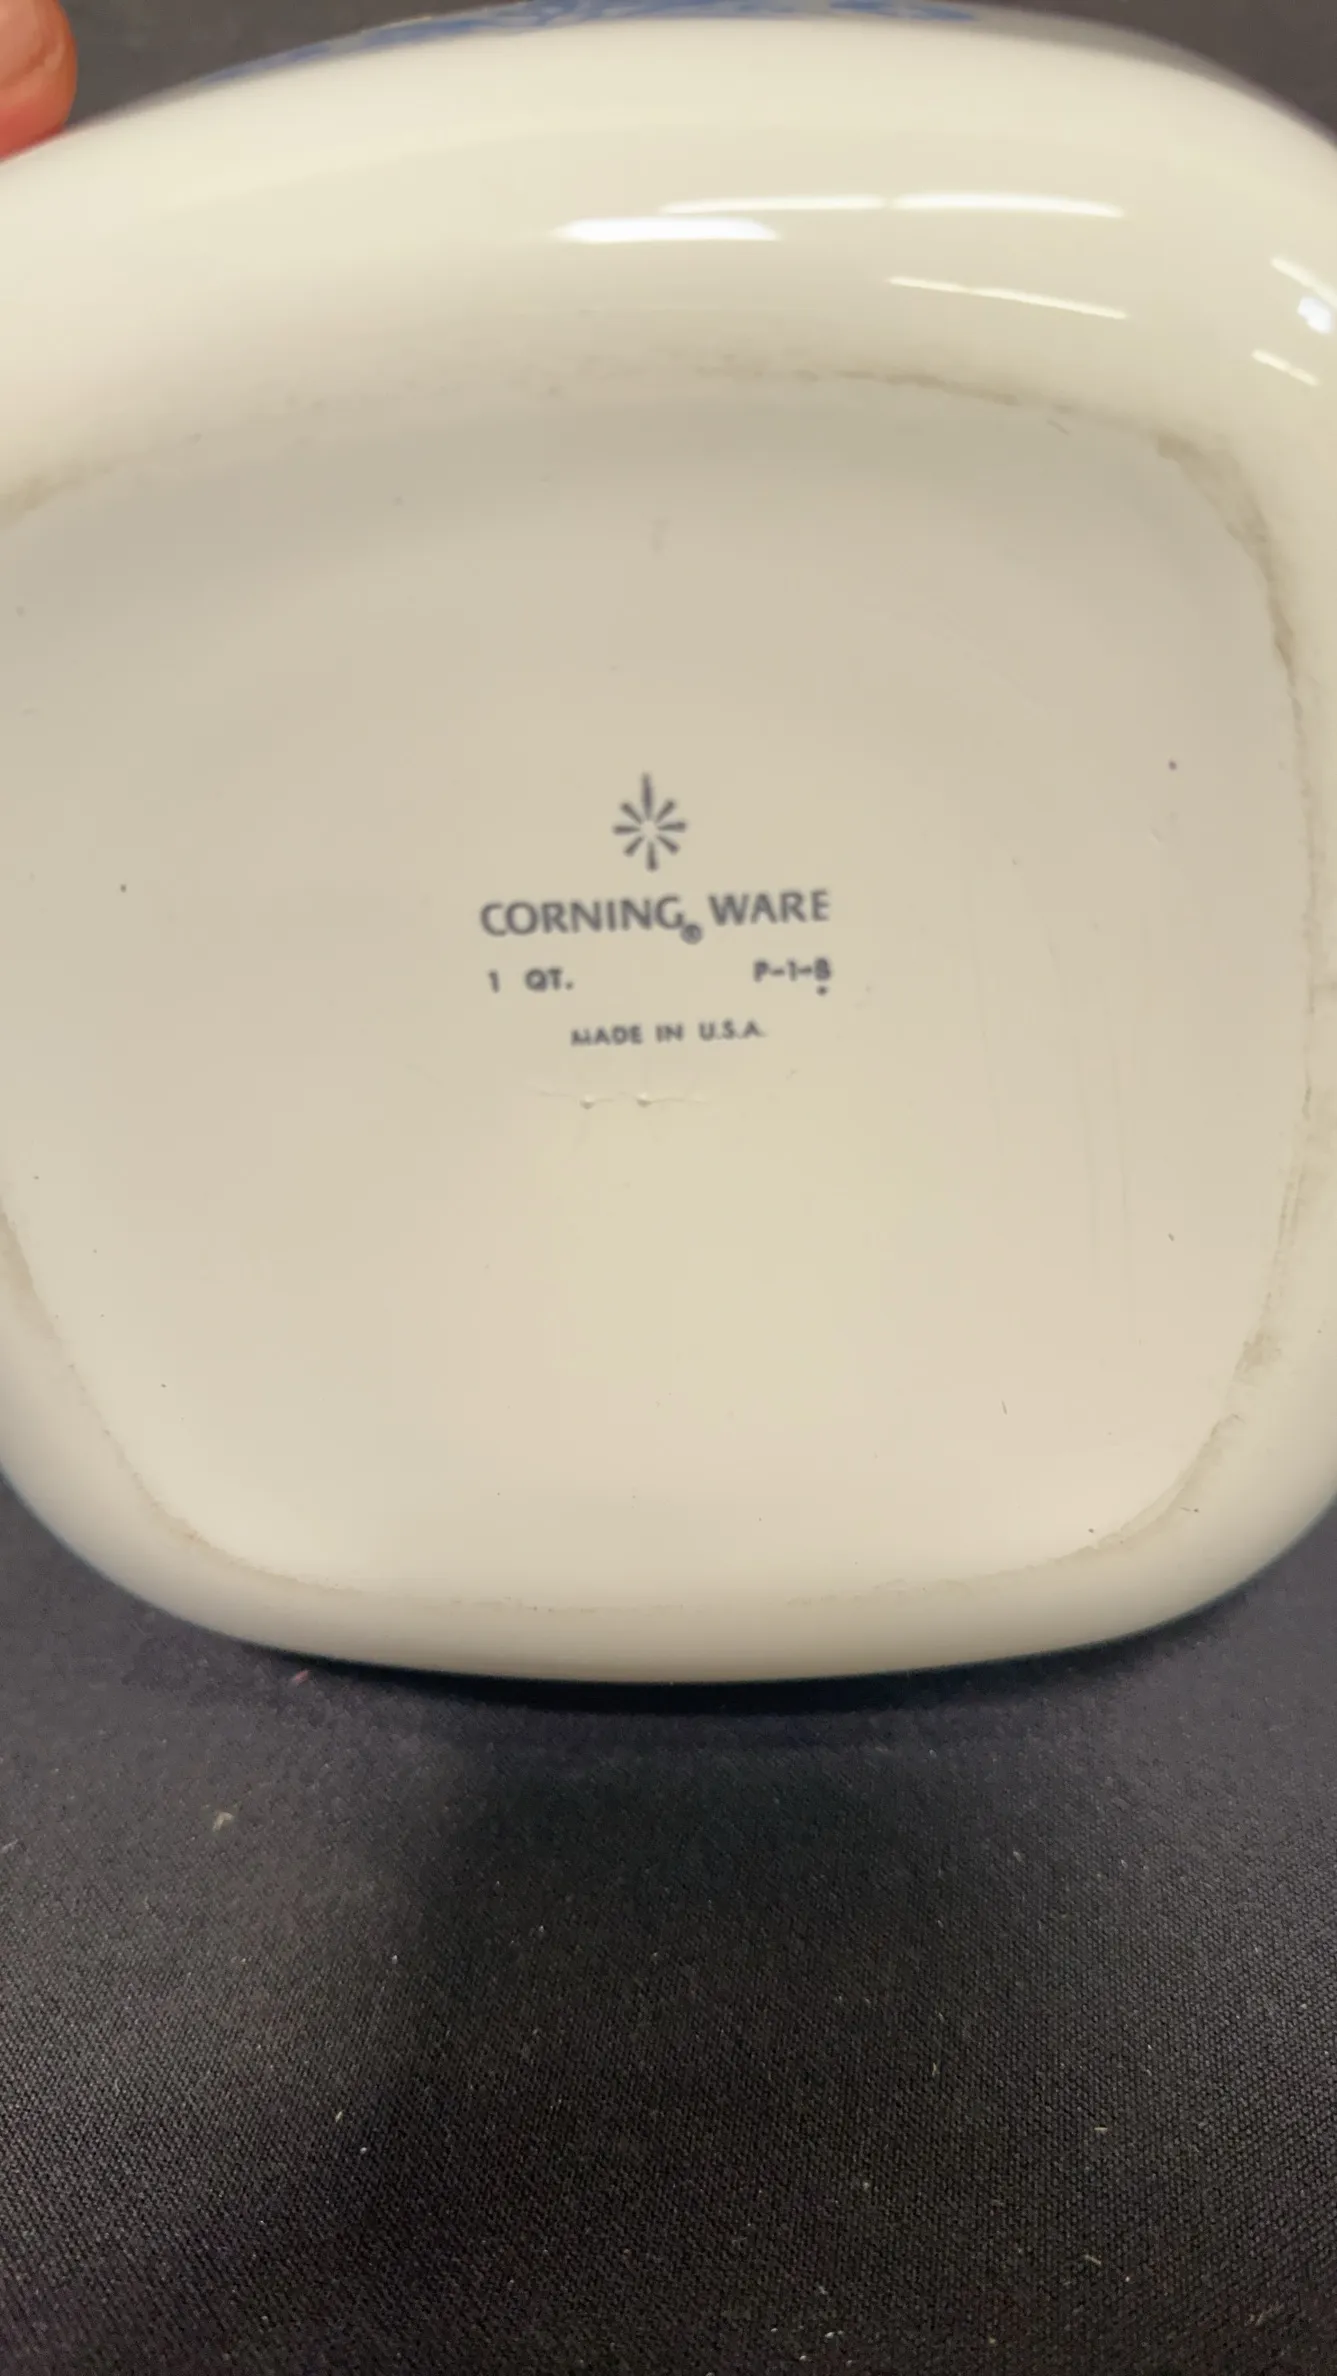 CORNING® WARE
1 QT. P-1-B
MADE IN U.S.A.